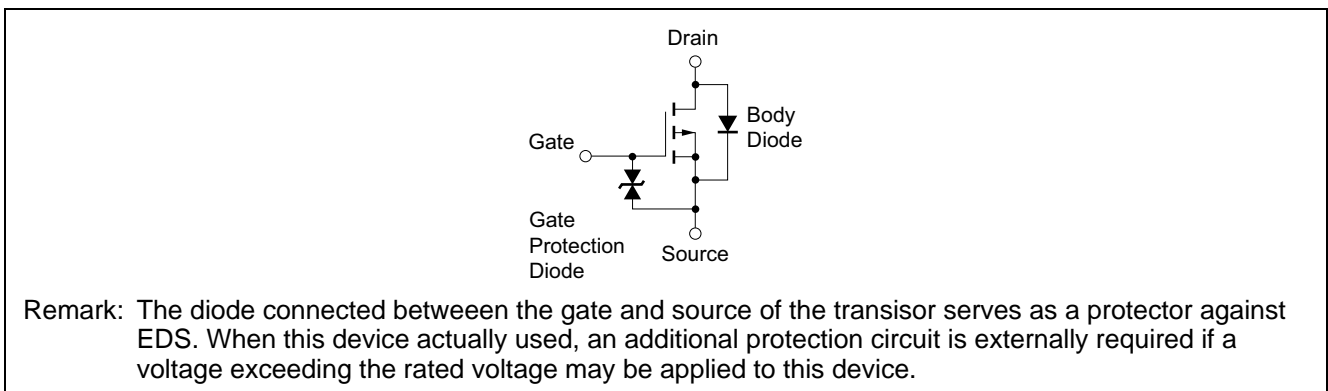 Drain
Body
Diode
Gate
Gate
Protection
Diode
Source
Remark: The diode connected betweeen the gate and source of the transisor serves as a protector against
EDS. When this device actually used, an additional protection circuit is externally required if a
voltage exceeding the rated voltage may be applied to this device.